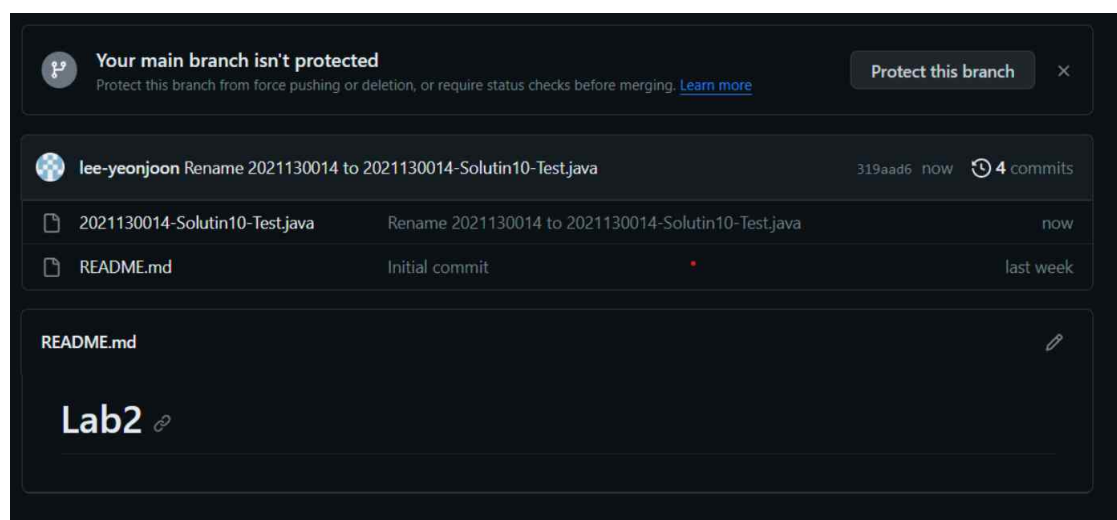 Your main branch isn't protected
Protect this branch from force pushing or deletion, or require status checks before merging. Learn more
Protect this branch
lee-yeonjoon Rename 2021130014 to 2021130014-Solutin10-Test.java 319aad6 now 4 commits
2021130014-Solutin10-Test.java Rename 2021130014 to 2021130014-Solutin10-Test.java now
README.md Initial commit last week
README.md
Lab2